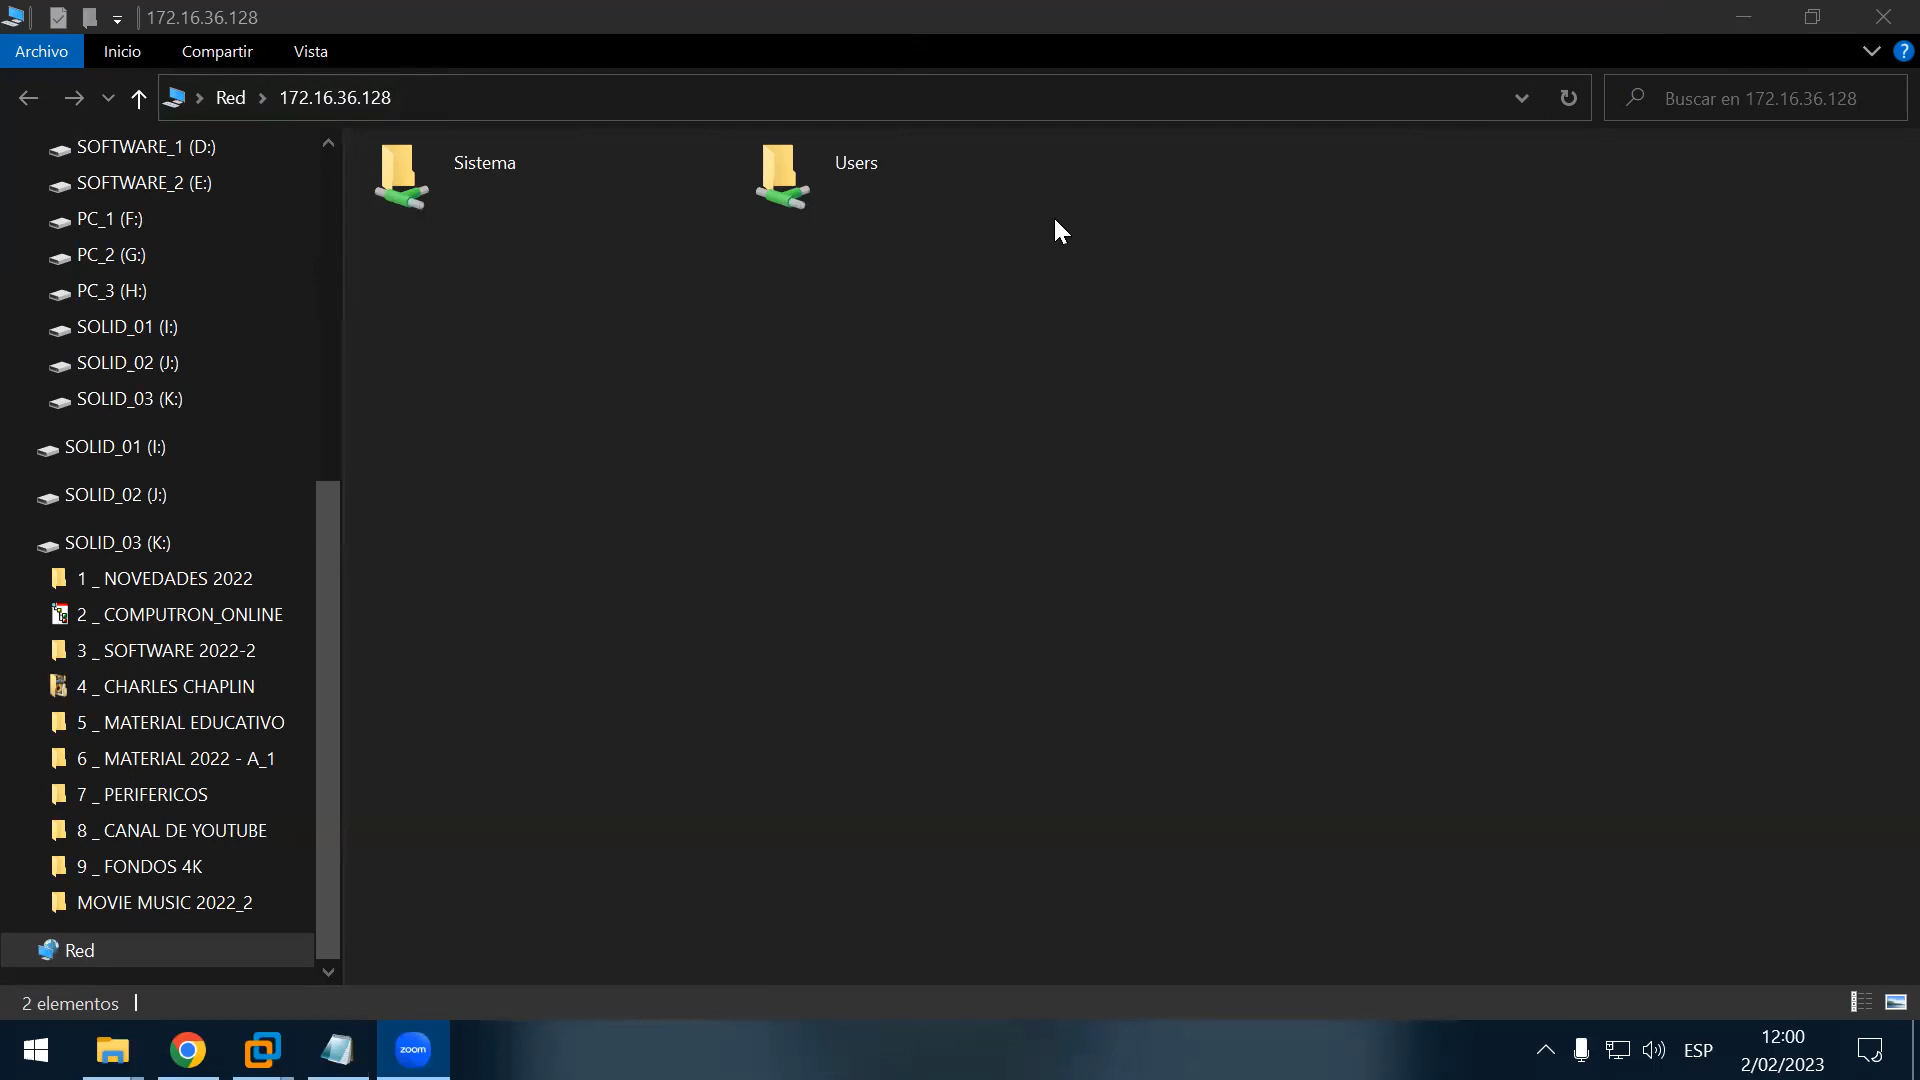 172.16.36.128
Archivo Inicio Compartir Vista
Red 172.16.36.128
Buscar en 172.16.36.128
SOFTWARE_1 (D:)
SOFTWARE_2 (E:)
PC_1 (F:)
PC_2 (G:)
PC_3 (H:)
SOLID_01 (I:)
SOLID_02 (J:)
SOLID_03 (K:)
SOLID_01 (I:)
SOLID_02 (J:)
SOLID_03 (K:)
1 _ NOVEDADES 2022
2 _ COMPUTRON_ONLINE
3 _ SOFTWARE 2022-2
4 _ CHARLES CHAPLIN
5 _ MATERIAL EDUCATIVO
6 _ MATERIAL 2022 - A_1
7 _ PERIFERICOS
8 _ CANAL DE YOUTUBE
9 _ FONDOS 4K
MOVIE MUSIC 2022_2
Red
Sistema
Users
2 elementos
zoom
ESP
12:00
2/02/2023